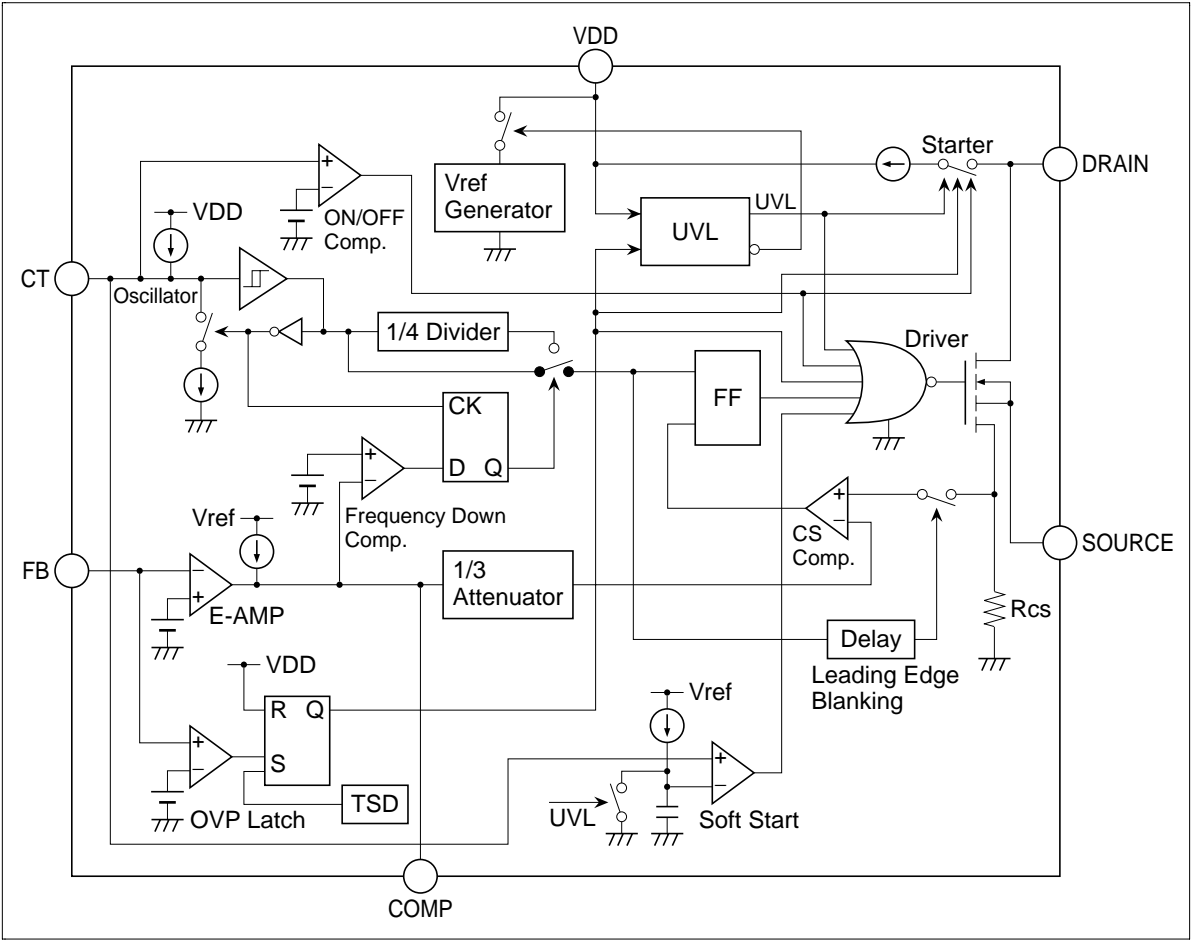 VDD
Starter
DRAIN
Vref
Generator
UVL
UVL
ON/OFF
Comp.
VDD
CT
Oscillator
1/4 Divider
Driver
FF
CK
D Q
Frequency Down
Comp.
+
−
+
−
+
−
CS
Comp.
SOURCE
Vref
FB
−
+
E-AMP
1/3
Attenuator
Rcs
Delay
Leading Edge
Blanking
VDD
R Q
S
+
−
TSD
OVP Latch
Vref
+
−
UVL
Soft Start
COMP